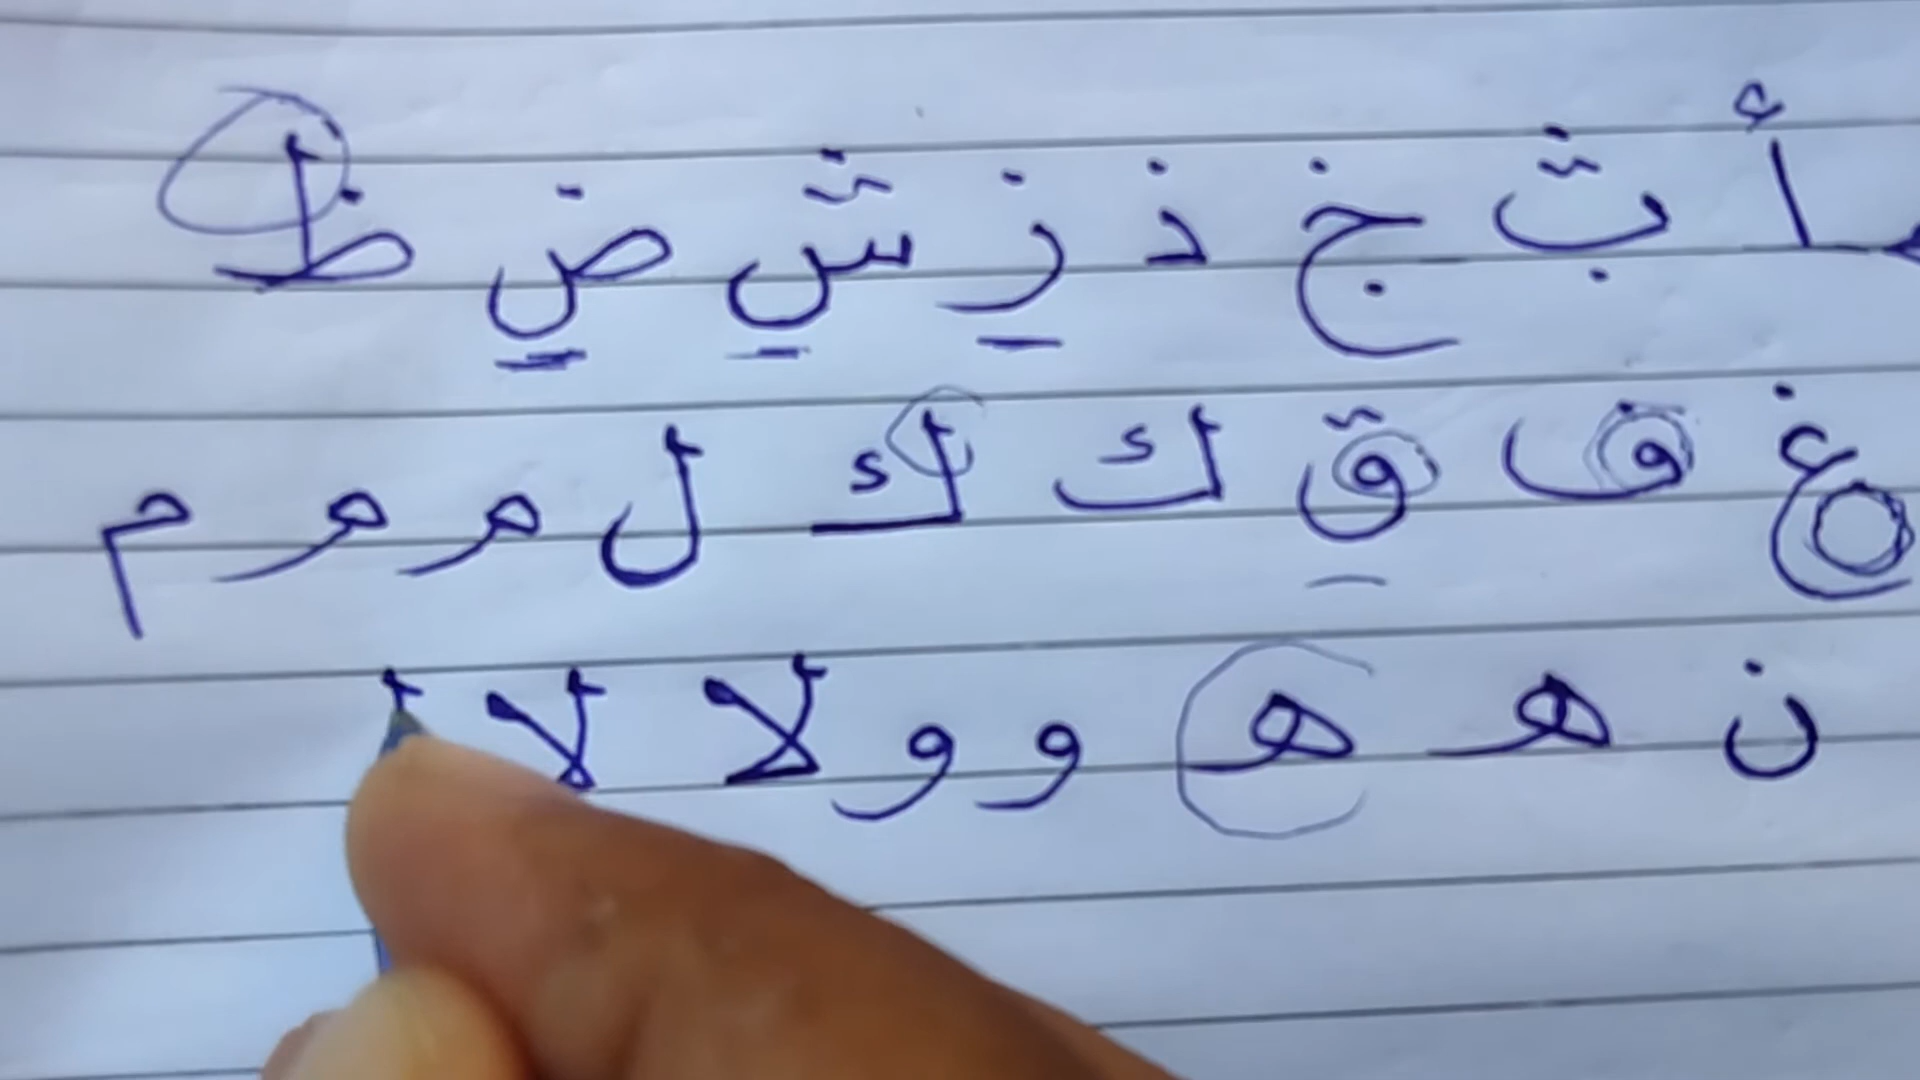 أ ب خ ذ ز ش ض ظ
غ ف ق ك ك ل م م م
ن ه ه و و لا لا